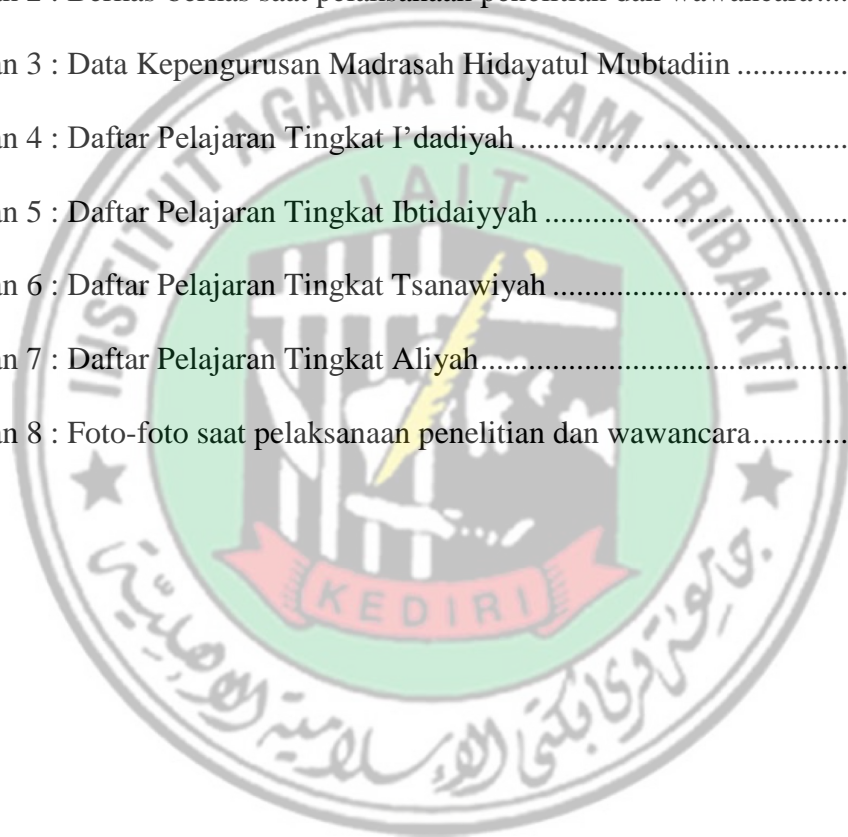 an 2 : Berkas-berkas saat pelaksanaan penelitian dan wawancara....
an 3 : Data Kepengurusan Madrasah Hidayatul Mubtadiin ..............
an 4 : Daftar Pelajaran Tingkat I’dadiyah .........................................
an 5 : Daftar Pelajaran Tingkat Ibtidaiyyah ......................................
an 6 : Daftar Pelajaran Tingkat Tsanawiyah .....................................
an 7 : Daftar Pelajaran Tingkat Aliyah..............................................
an 8 : Foto-foto saat pelaksanaan penelitian dan wawancara............
INSTITUT AGAMA ISLAM TRIBAKTI
IAIT
KEDIRI